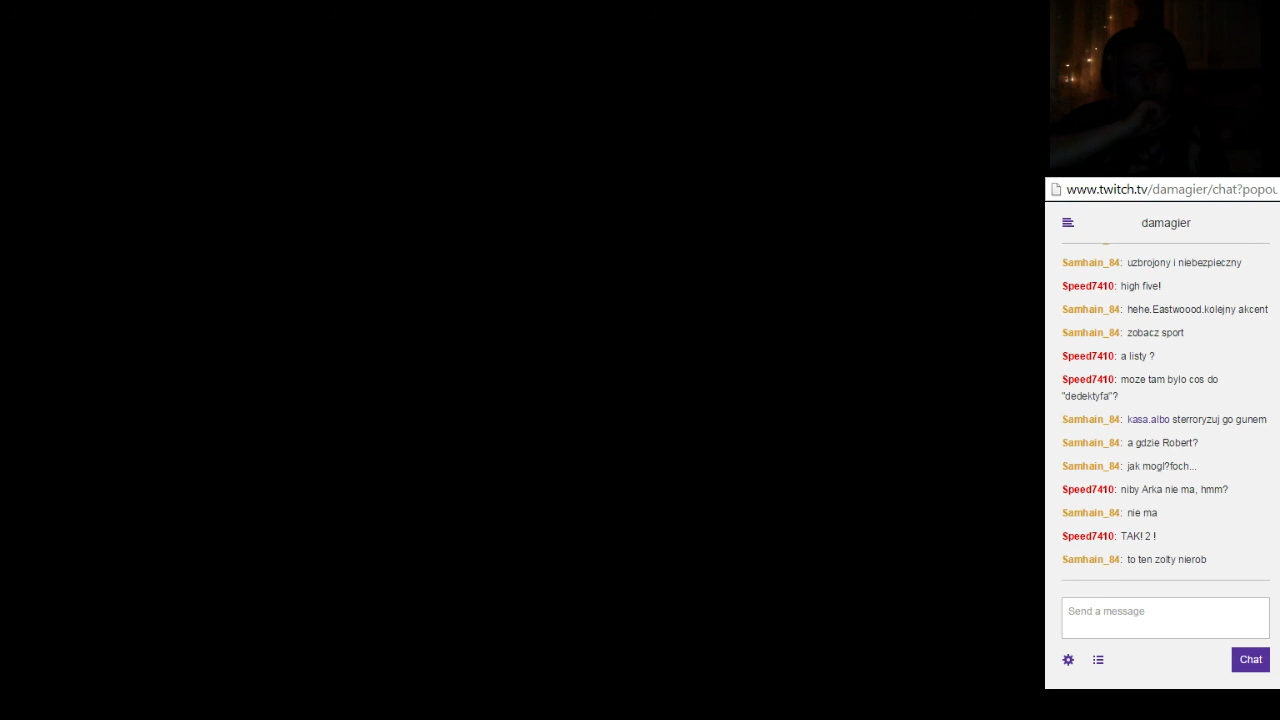 www.twitch.tv/damagier/chat?popou
damagier
Samhain_84: uzbrojony i niebezpieczny
Speed7410: high five!
Samhain_84: hehe.Eastwoood.kolejny akcent
Samhain_84: zobacz sport
Speed7410: a listy ?
Speed7410: moze tam bylo cos do
"dedektyfa"?
Samhain_84: kasa.albo sterroryzuj go gunem
Samhain_84: a gdzie Robert?
Samhain_84: jak mogl?foch...
Speed7410: niby Arka nie ma, hmm?
Samhain_84: nie ma
Speed7410: TAK! 2 !
Samhain_84: to ten zolty nierob
Send a message
Chat